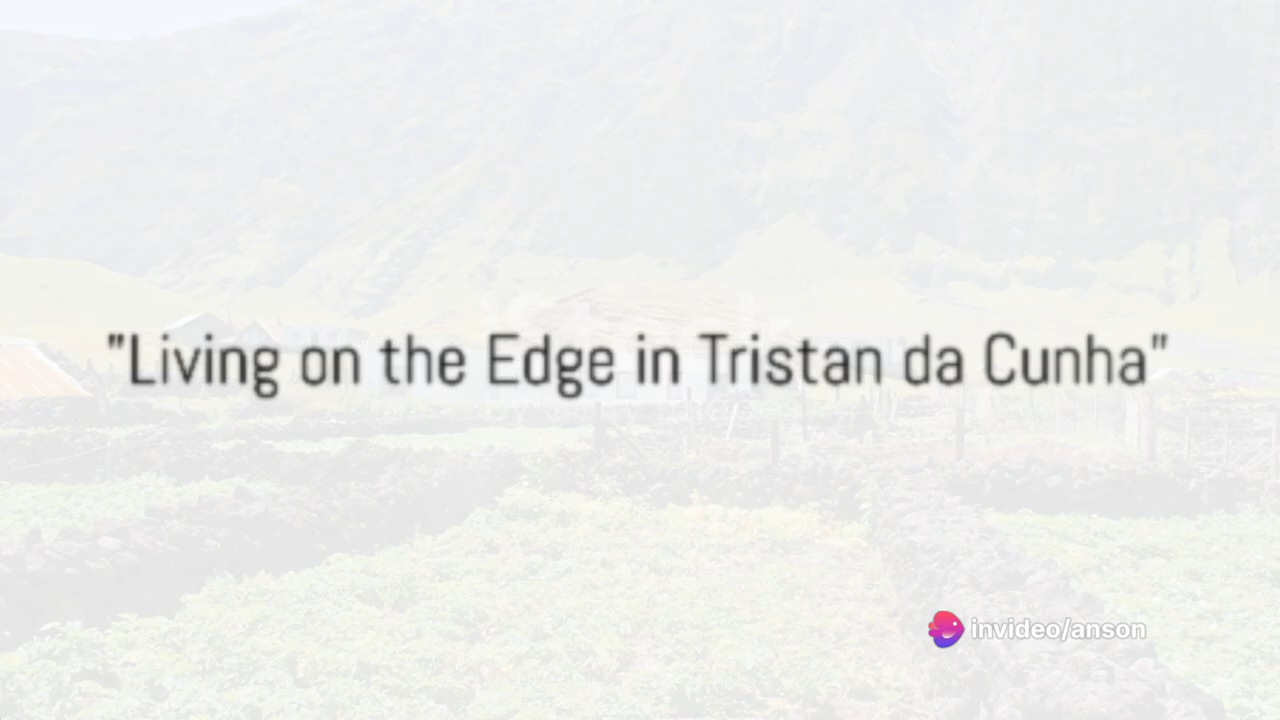 "Living on the Edge in Tristan da Cunha"
invideo/anson